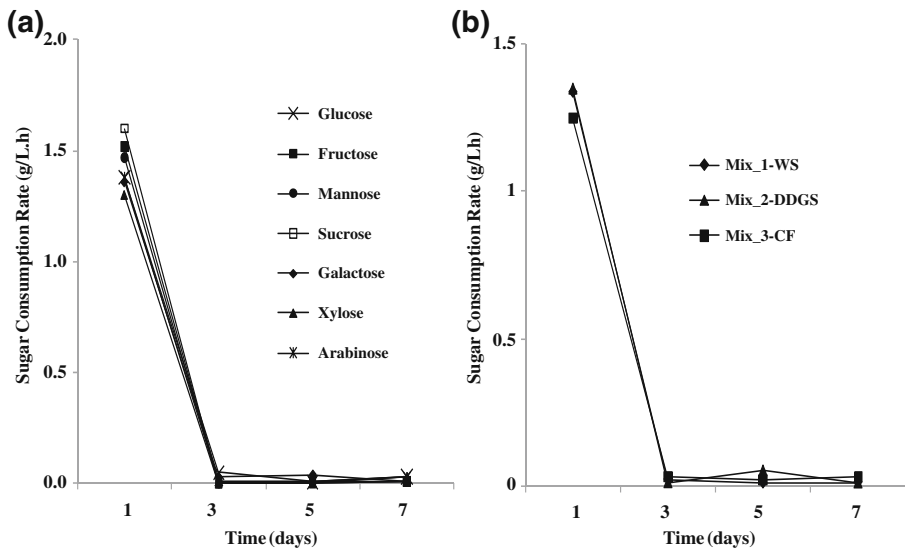 (a)
2.0
1.5
1.0
0.5
0.0
Sugar Consumption Rate (g/L.h)
Glucose
Fructose
Mannose
Sucrose
Galactose
Xylose
Arabinose
1 3 5 7
Time (days)
(b)
1.5
1
0.5
0
Sugar Consumption Rate (g/Lh)
Mix_1-WS
Mix_2-DDGS
Mix_3-CF
1 3 5 7
Time (days)